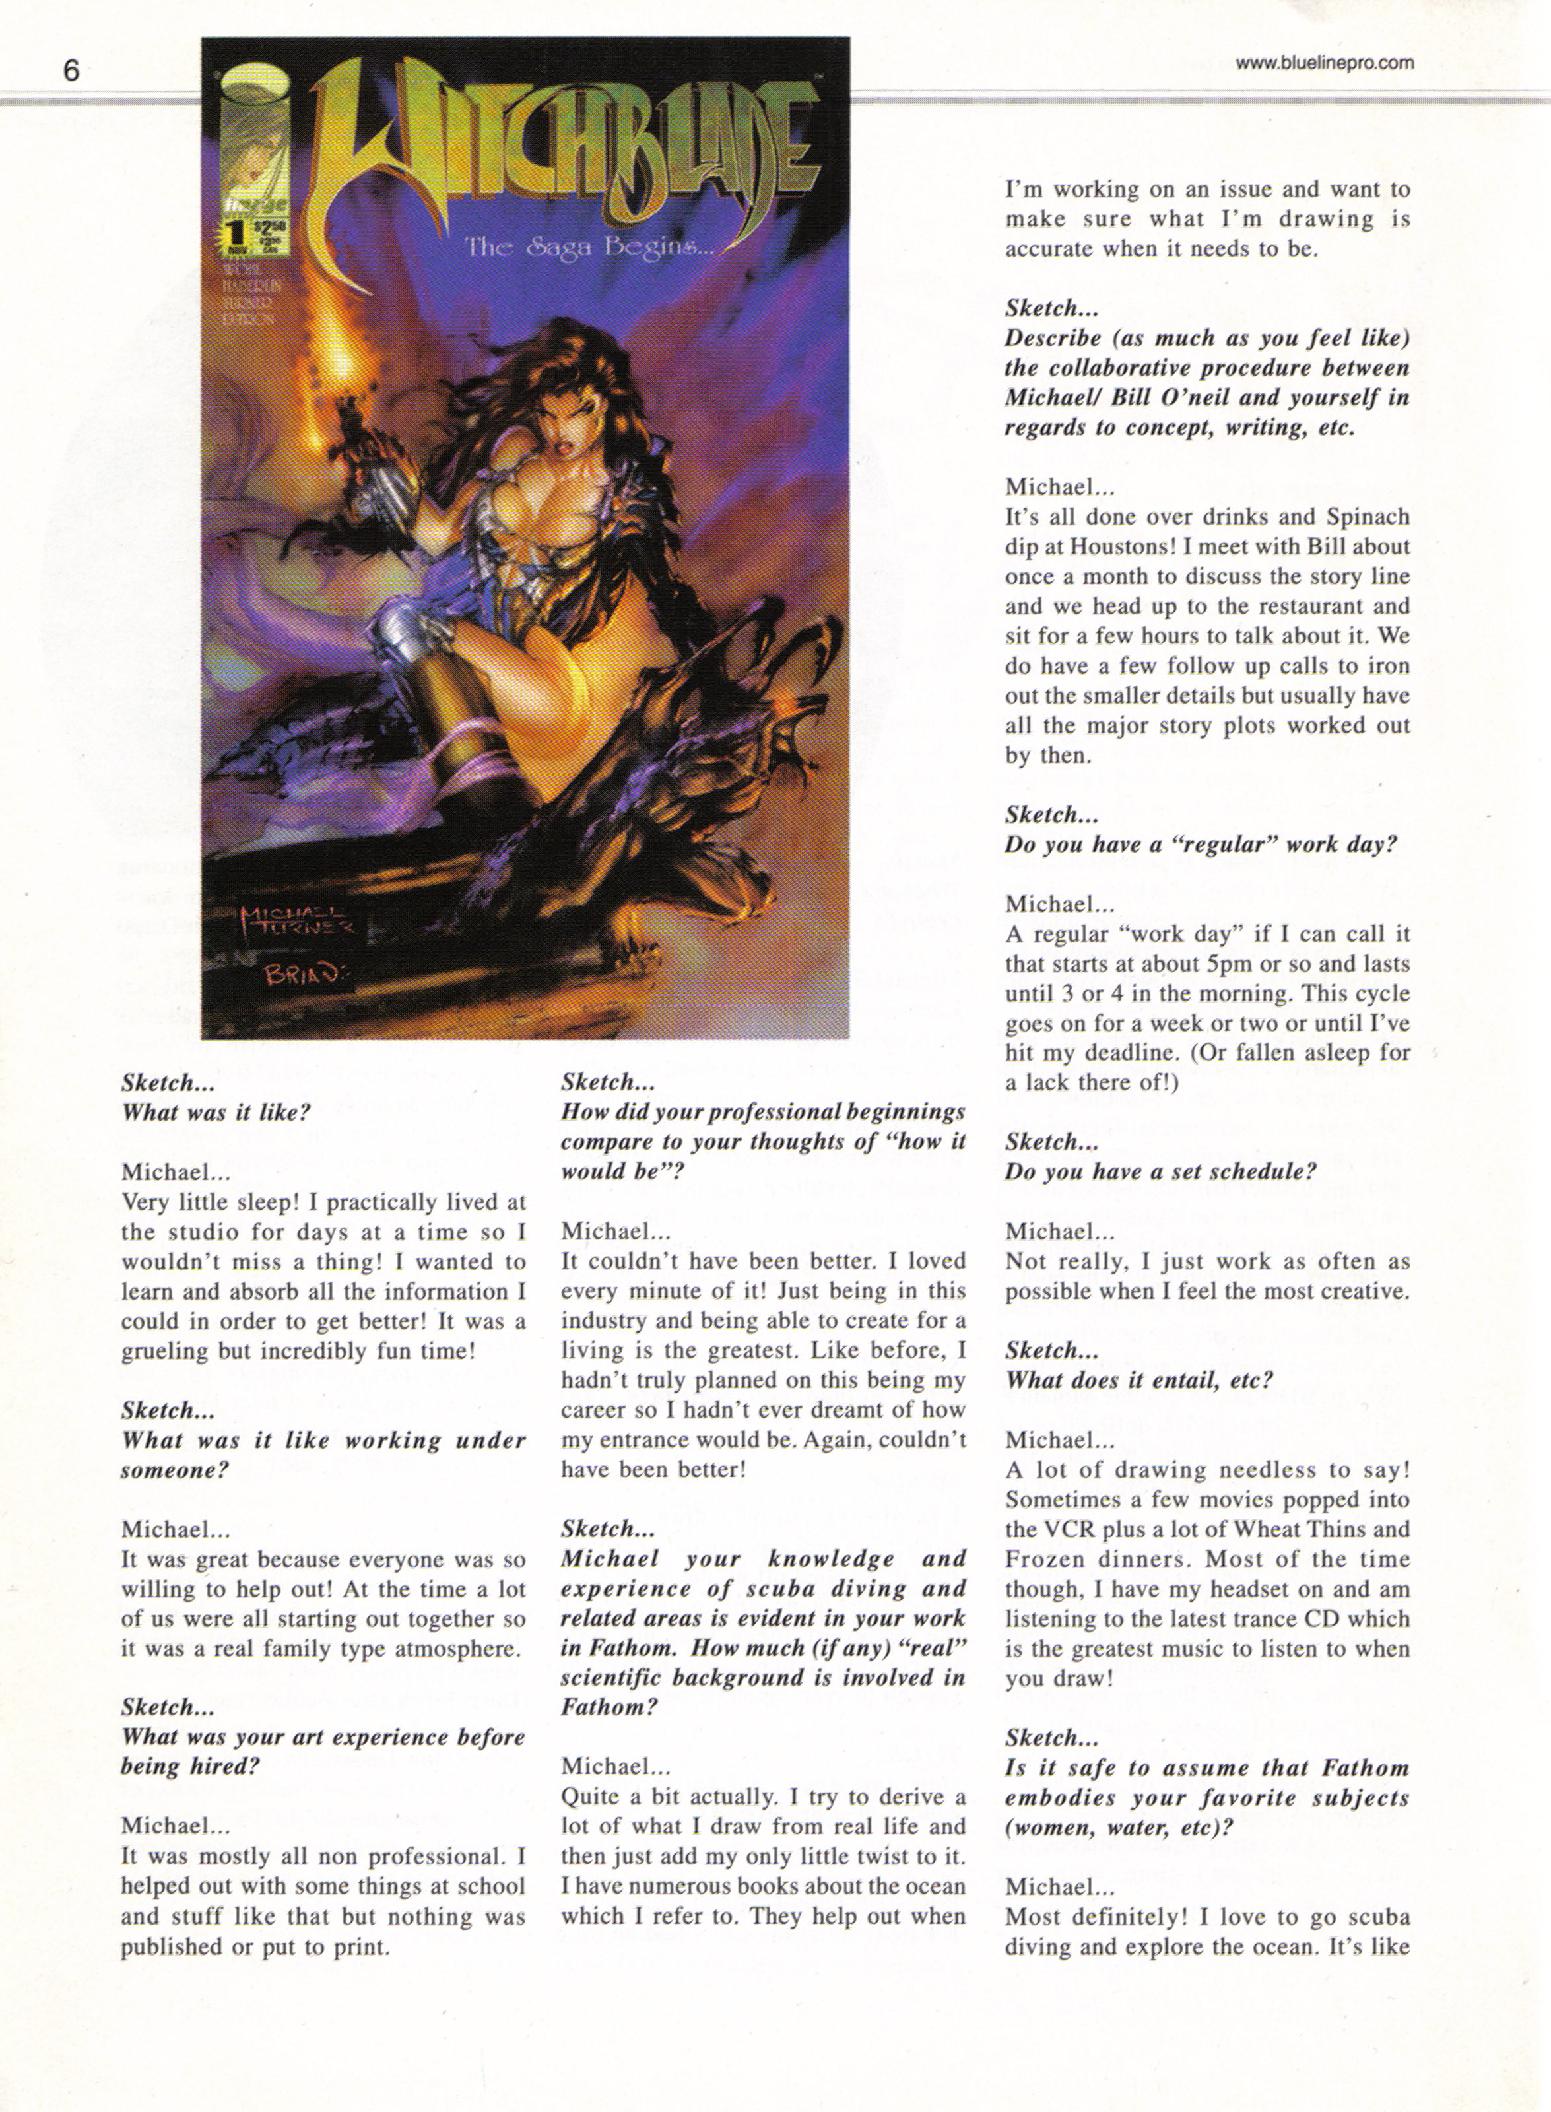 6
www.bluelinepro.com
WITCHBLADE
The Saga Begins...
image
1
NOV
$2.50
WOHL
HABERLIN
TURNER
MICHAEL
TURNER
BRIAN
Sketch...
What was it like?
Michael...
Very little sleep! I practically lived at
the studio for days at a time so I
wouldn't miss a thing! I wanted to
learn and absorb all the information I
could in order to get better! It was a
grueling but incredibly fun time!
Sketch...
What was it like working under
someone?
Michael...
It was great because everyone was so
willing to help out! At the time a lot
of us were all starting out together so
it was a real family type atmosphere.
Sketch...
What was your art experience before
being hired?
Michael...
It was mostly all non professional. I
helped out with some things at school
and stuff like that but nothing was
published or put to print.
Sketch...
How did your professional beginnings
compare to your thoughts of “how it
would be”?
Michael...
It couldn't have been better. I loved
every minute of it! Just being in this
industry and being able to create for a
living is the greatest. Like before, I
hadn't truly planned on this being my
career so I hadn't ever dreamt of how
my entrance would be. Again, couldn't
have been better!
Sketch...
Michael your knowledge and
experience of scuba diving and
related areas is evident in your work
in Fathom. How much (if any) “real”
scientific background is involved in
Fathom?
Michael...
Quite a bit actually. I try to derive a
lot of what I draw from real life and
then just add my only little twist to it.
I have numerous books about the ocean
which I refer to. They help out when
I'm working on an issue and want to
make sure what I'm drawing is
accurate when it needs to be.
Sketch...
Describe (as much as you feel like)
the collaborative procedure between
Michael/ Bill O'neil and yourself in
regards to concept, writing, etc.
Michael...
It's all done over drinks and Spinach
dip at Houstons! I meet with Bill about
once a month to discuss the story line
and we head up to the restaurant and
sit for a few hours to talk about it. We
do have a few follow up calls to iron
out the smaller details but usually have
all the major story plots worked out
by then.
Sketch...
Do you have a “regular” work day?
Michael...
A regular “work day” if I can call it
that starts at about 5pm or so and lasts
until 3 or 4 in the morning. This cycle
goes on for a week or two or until I've
hit my deadline. (Or fallen asleep for
a lack there of!)
Sketch...
Do you have a set schedule?
Michael...
Not really, I just work as often as
possible when I feel the most creative.
Sketch...
What does it entail, etc?
Michael...
A lot of drawing needless to say!
Sometimes a few movies popped into
the VCR plus a lot of Wheat Thins and
Frozen dinners. Most of the time
though, I have my headset on and am
listening to the latest trance CD which
is the greatest music to listen to when
you draw!
Sketch...
Is it safe to assume that Fathom
embodies your favorite subjects
(women, water, etc)?
Michael...
Most definitely! I love to go scuba
diving and explore the ocean. It's like